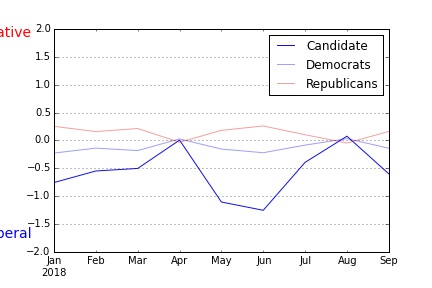 ative
2.0
1.5
1.0
0.5
0.0
−0.5
−1.0
−1.5
−2.0
beral
Candidate
Democrats
Republicans
Jan Feb Mar Apr May Jun Jul Aug Sep
2018